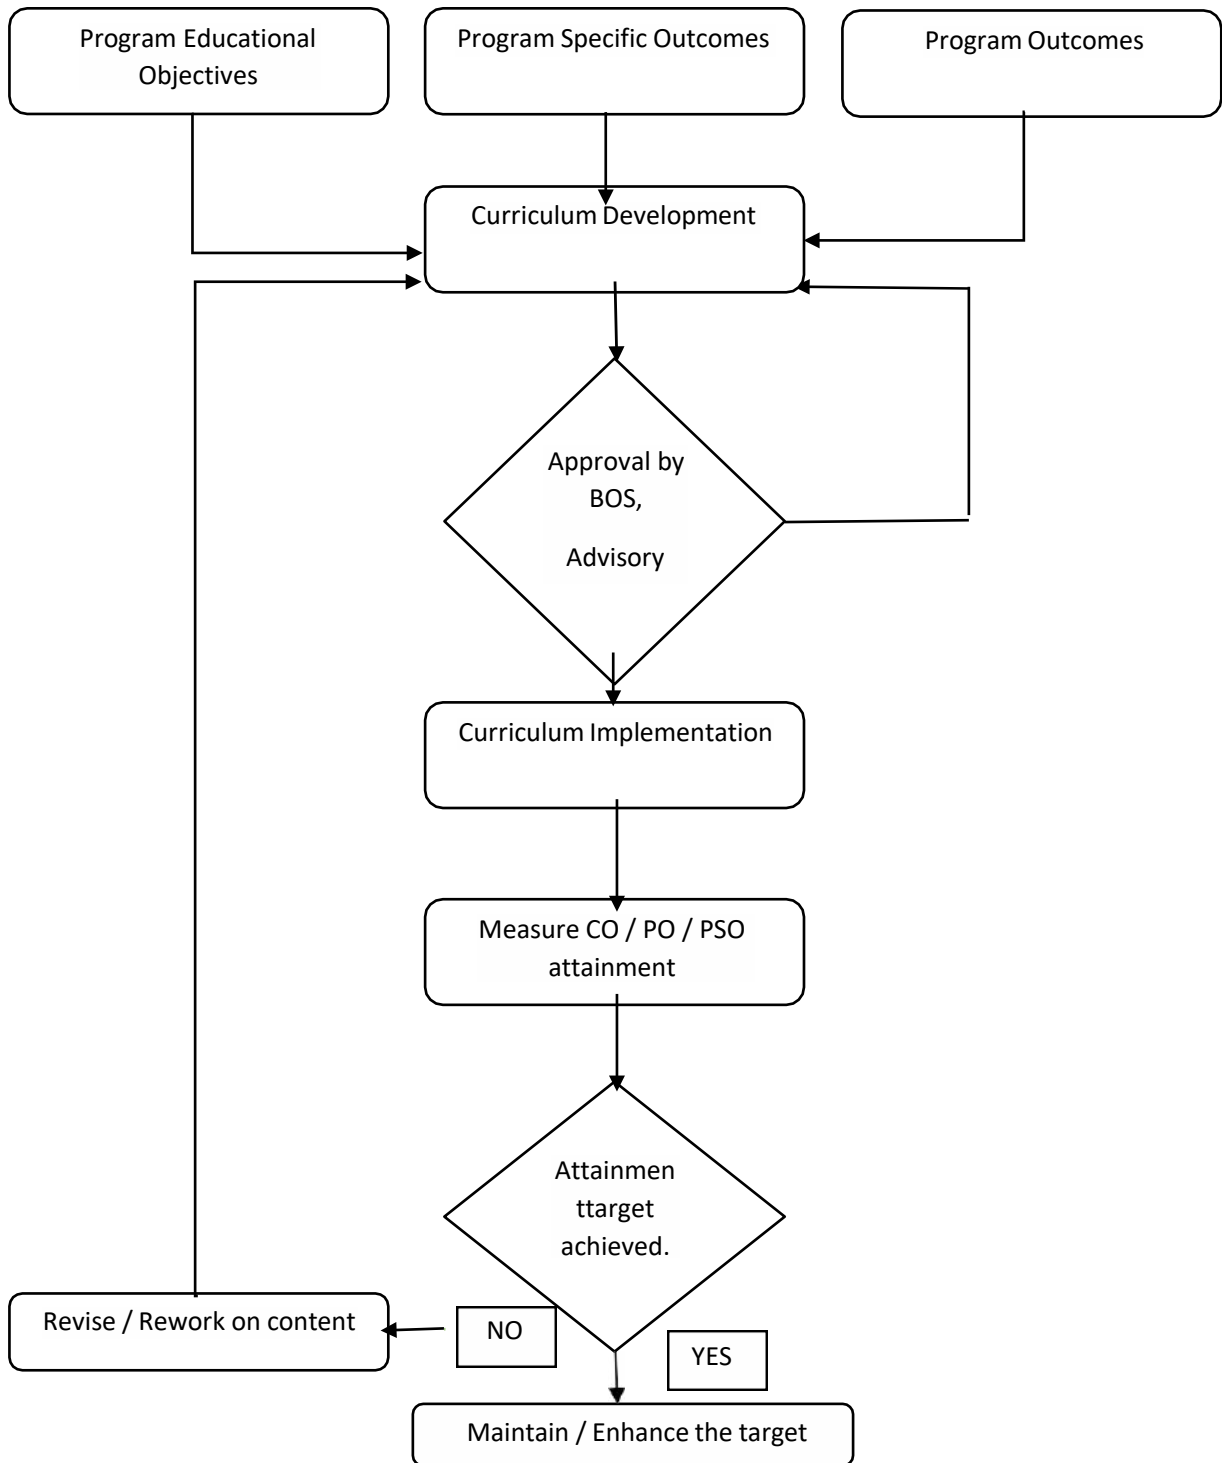 Program Educational
Objectives
Program Specific Outcomes
Program Outcomes
Curriculum Development
Approval by
BOS,
Advisory
Curriculum Implementation
Measure CO / PO / PSO
attainment
Attainmen
ttarget
achieved.
Revise / Rework on content
NO
YES
Maintain / Enhance the target